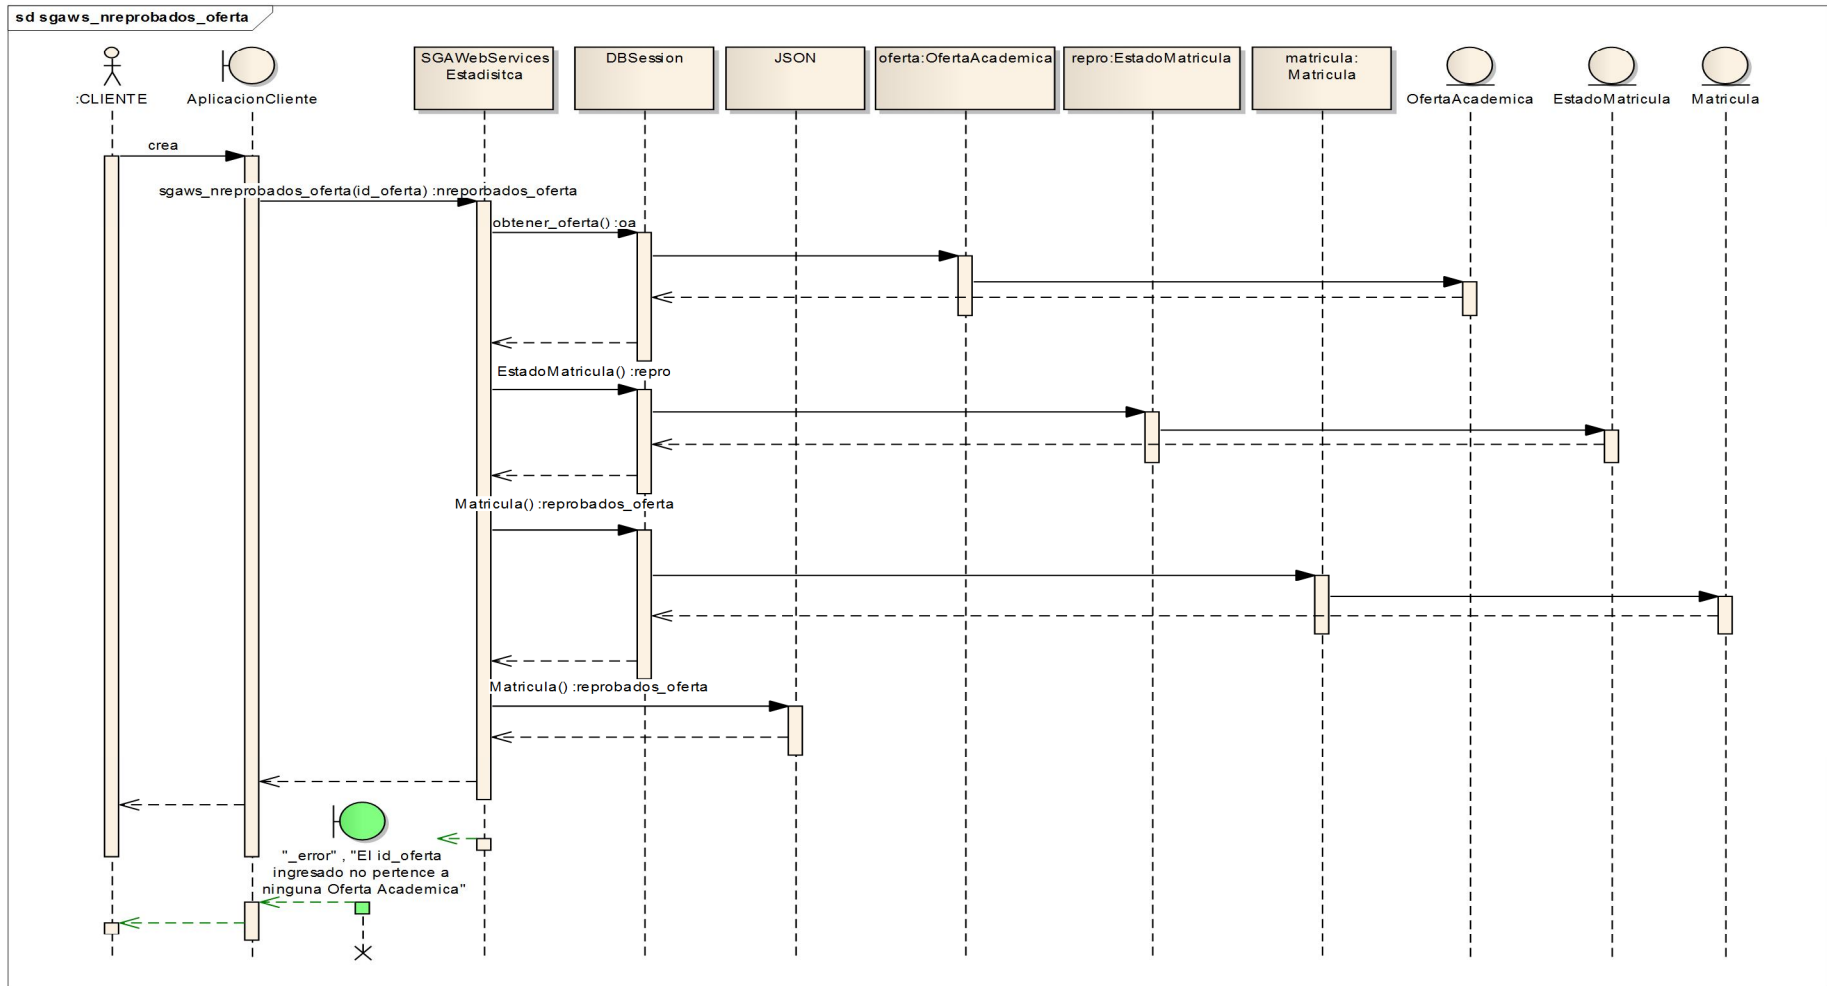 sd sgaws_nreprobados_oferta
:CLIENTE
AplicacionCliente
SGAWebServices
Estadisitca
DBSession
JSON
oferta:OfertaAcademica
repro:EstadoMatricula
matricula:
Matricula
OfertaAcademica
EstadoMatricula
Matricula
crea
sgaws_nreprobados_oferta(id_oferta) :nreporbados_oferta
obtener_oferta() :oa
EstadoMatricula() :repro
Matricula() :reprobados_oferta
Matricula() :reprobados_oferta
"_error" , "El id_oferta
ingresado no pertence a
ninguna Oferta Academica"